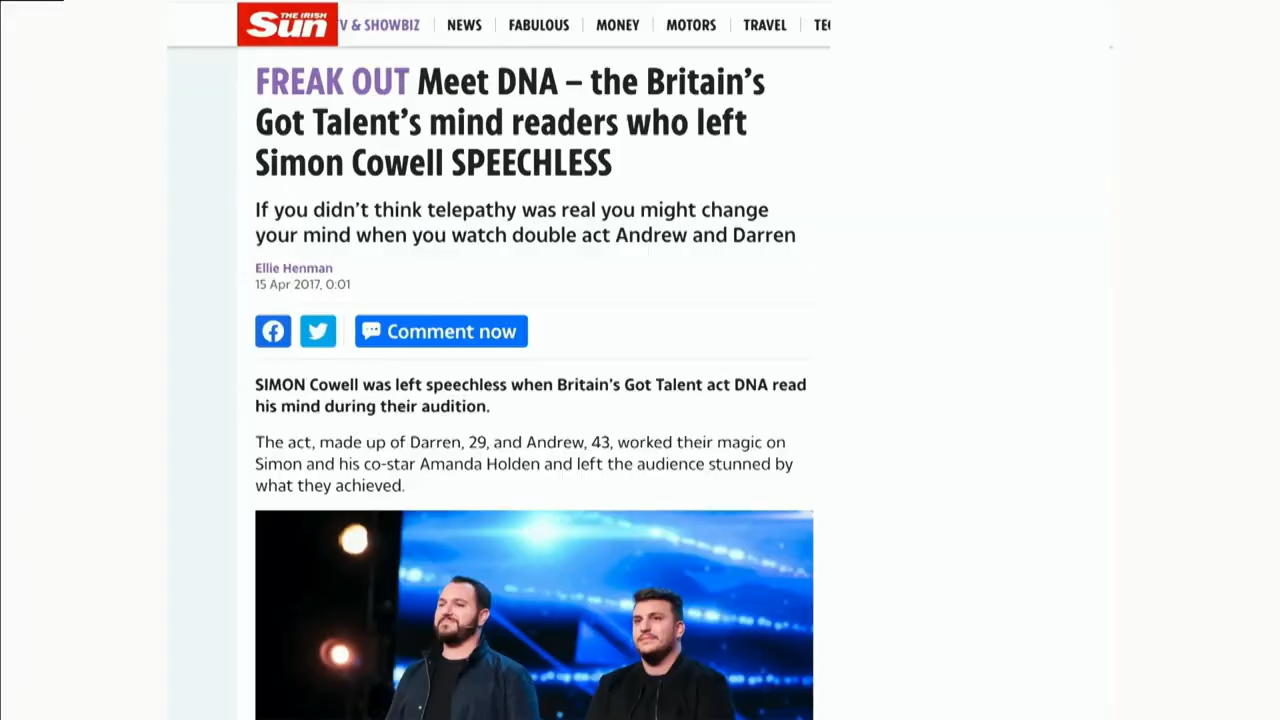 THE IRISH
Sun
V & SHOWBIZ
NEWS
FABULOUS
MONEY
MOTORS
TRAVEL
TE
FREAK OUT Meet DNA – the Britain’s
Got Talent’s mind readers who left
Simon Cowell SPEECHLESS
If you didn’t think telepathy was real you might change
your mind when you watch double act Andrew and Darren
Ellie Henman
15 Apr 2017, 0:01
Comment now
SIMON Cowell was left speechless when Britain’s Got Talent act DNA read
his mind during their audition.
The act, made up of Darren, 29, and Andrew, 43, worked their magic on
Simon and his co-star Amanda Holden and left the audience stunned by
what they achieved.